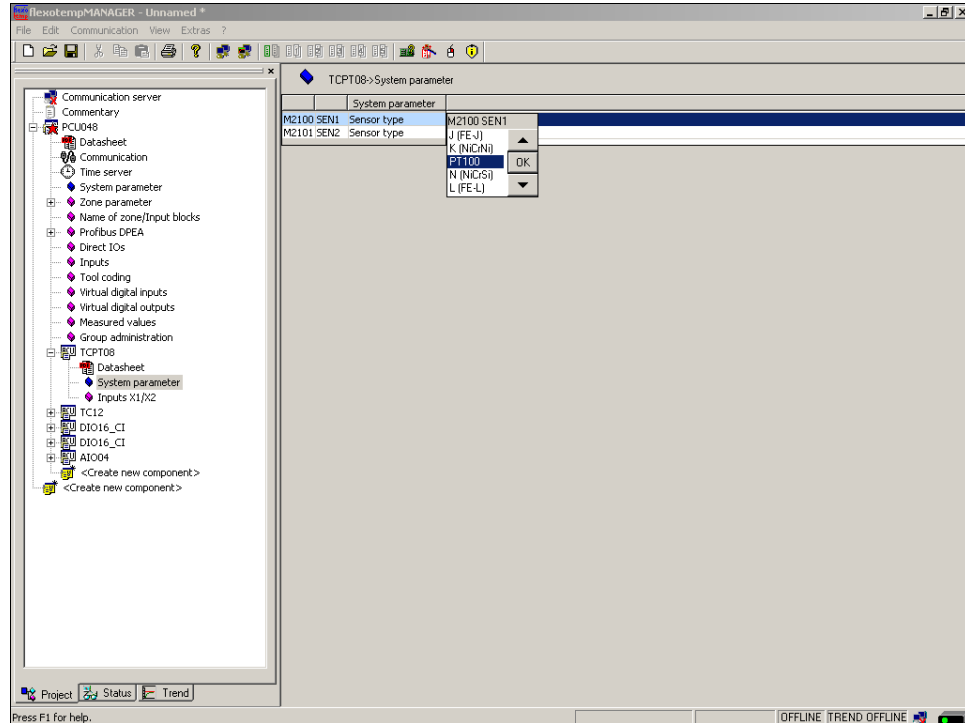 flexotempMANAGER - Unnamed *
File Edit Communication View Extras ?
TCPT08->System parameter
System parameter
M2100 SEN1 Sensor type
M2101 SEN2 Sensor type
M2100 SEN1
J (FE-J)
K (NiCrNi)
PT100
OK
N (NiCrSi)
L (FE-L)
Communication server
Commentary
PCU048
Datasheet
Communication
Time server
System parameter
Zone parameter
Name of zone/Input blocks
Profibus DPEA
Direct IOs
Inputs
Tool coding
Virtual digital inputs
Virtual digital outputs
Measured values
Group administration
TCPT08
Datasheet
System parameter
Inputs X1/X2
TC12
DIO16_CI
DIO16_CI
AIO04
<Create new component>
<Create new component>
Project Status Trend
Press F1 for help.
OFFLINE TREND OFFLINE